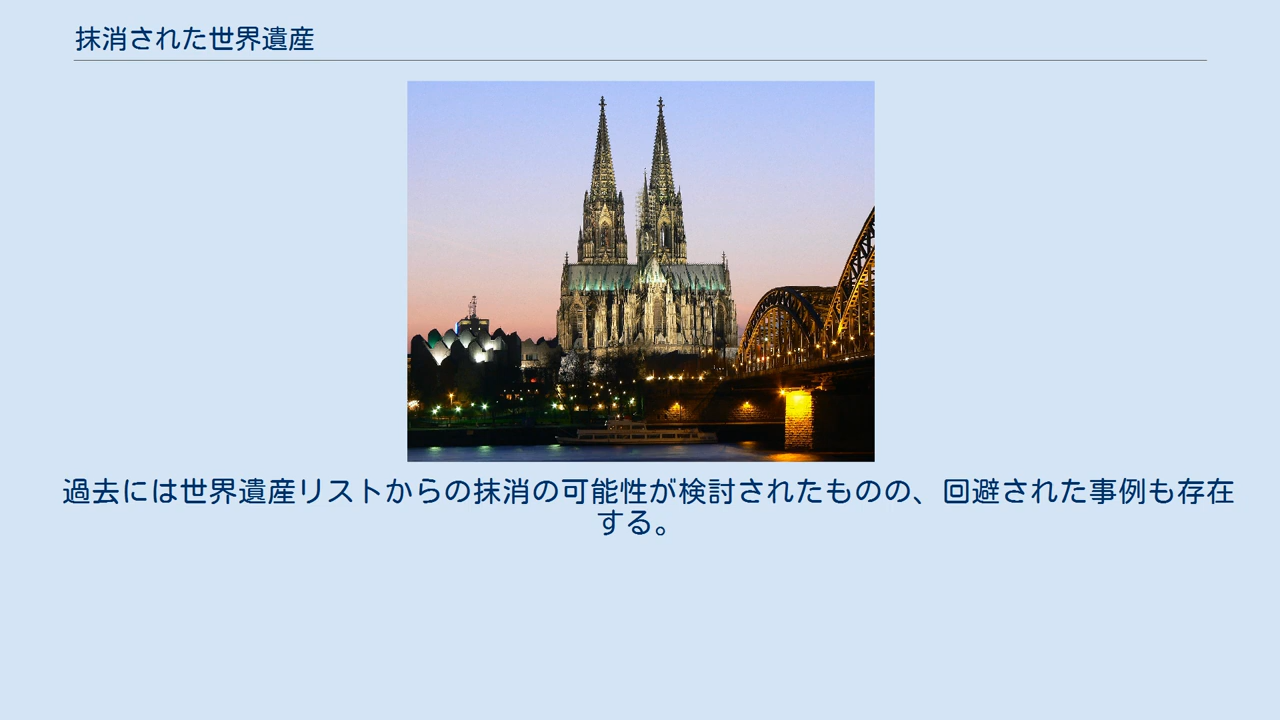 抹消された世界遺産
過去には世界遺産リストからの抹消の可能性が検討されたものの、回避された事例も存在
する。